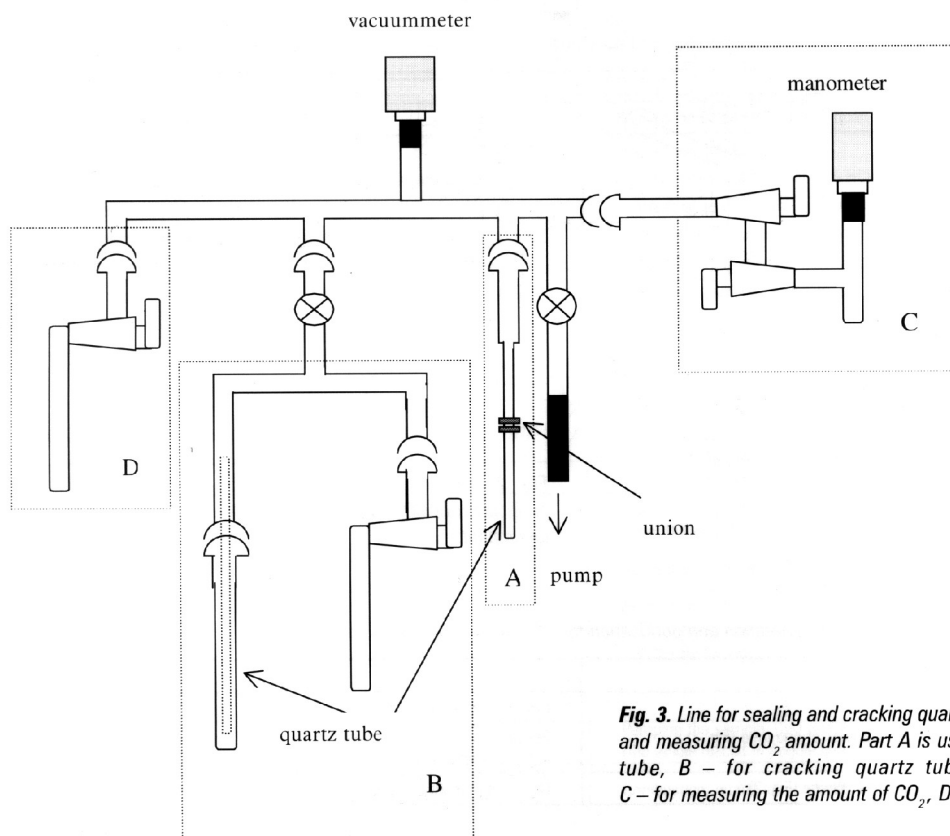 vacuummeter
manometer
C
D
union
A
pump
quartz tube
B
Fig. 3. Line for sealing and cracking quar
and measuring CO2 amount. Part A is us
tube, B – for cracking quartz tub
C – for measuring the amount of CO2, D